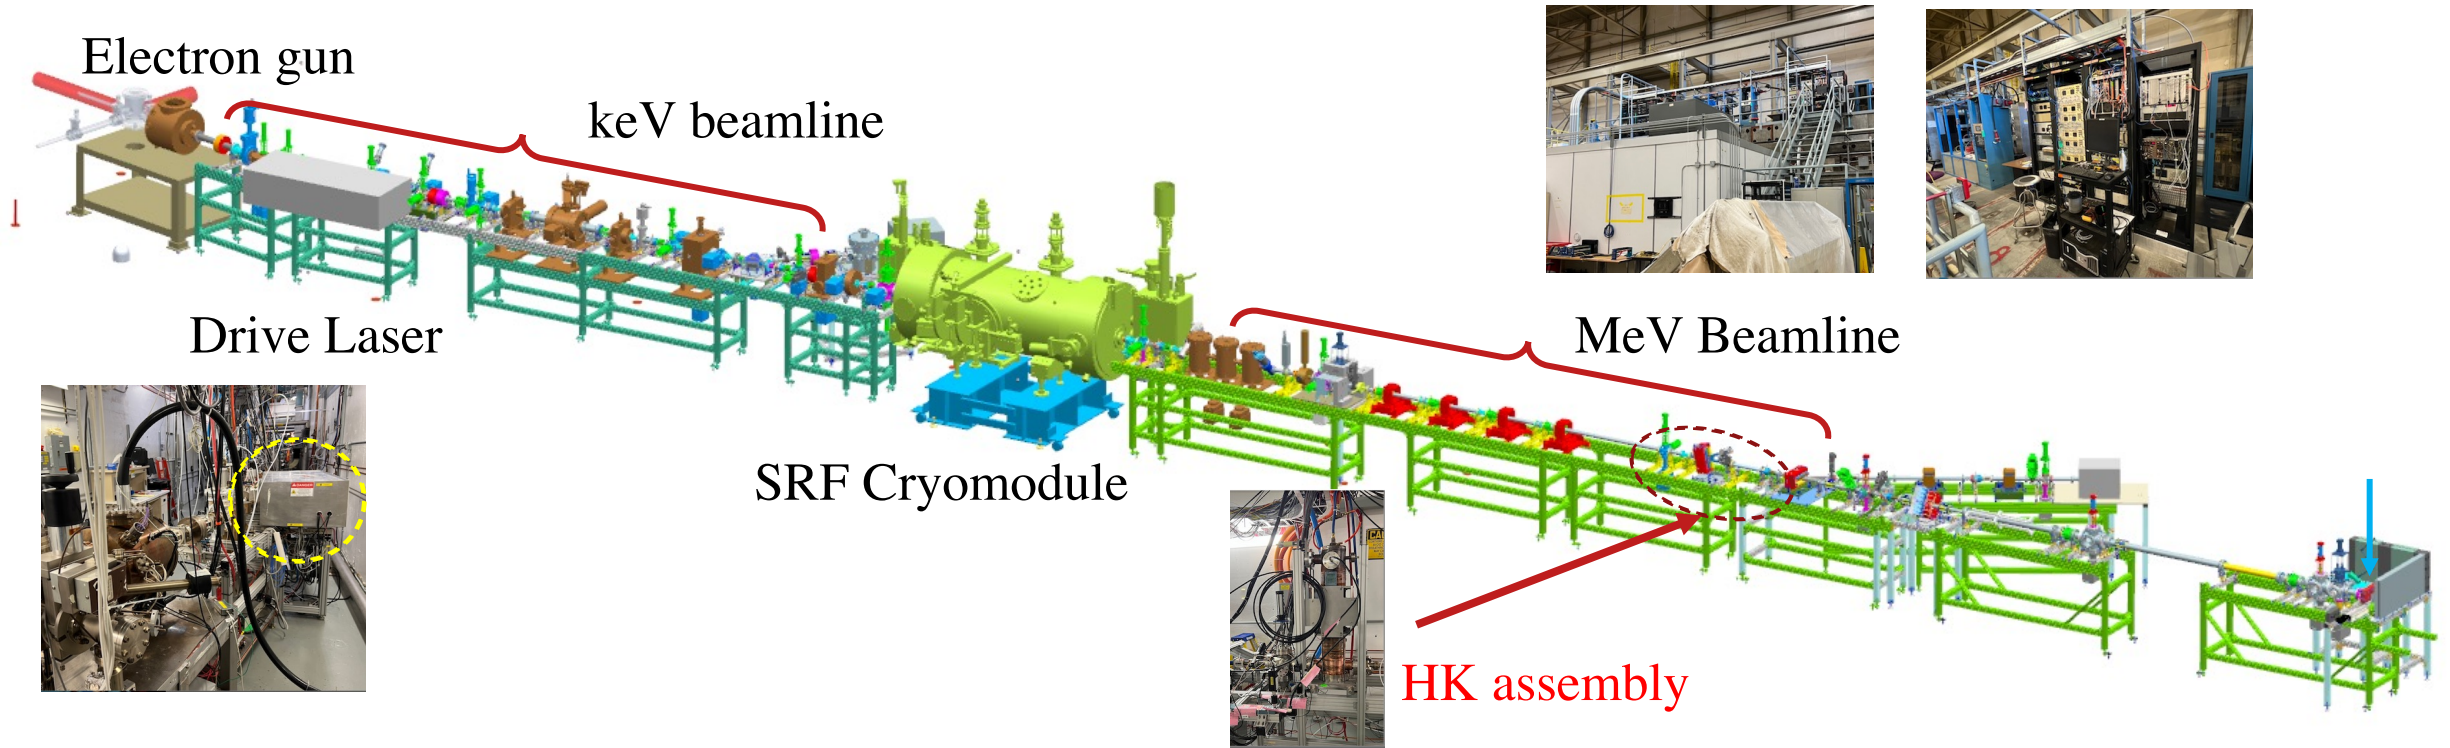 Electron gun
keV beamline
Drive Laser
MeV Beamline
SRF Cryomodule
HK assembly